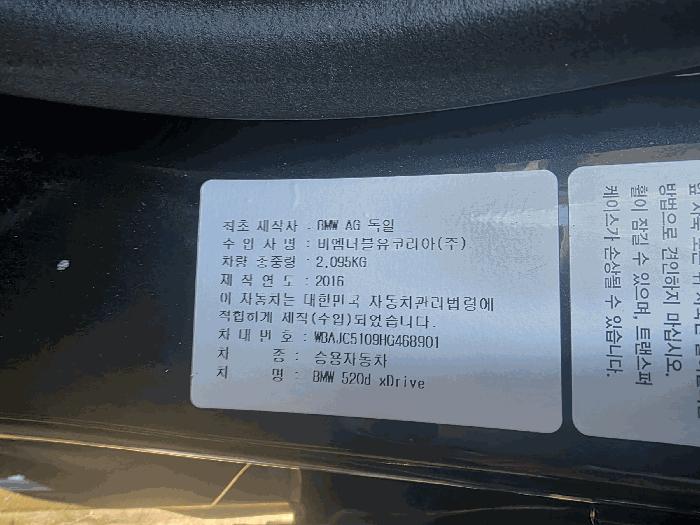 최초 제작사 : BMW AG 독일
수 입 사 명 : 비엠더블유코리아(주)
차량 총중량 : 2,095KG
제 작 연 도 : 2016
이 자동차는 대한민국 자동차관리법령에
적합하게 제작(수입)되었습니다.
차 대 번 호 : WBAJC5109HG468901
차 종 : 승용자동차
차 명 : BMW 520d xDrive
방법으로 견인하지 마십시오.
힐이 잠길 수 있으며, 트랜스퍼
케이스가 손상될 수 있습니다.